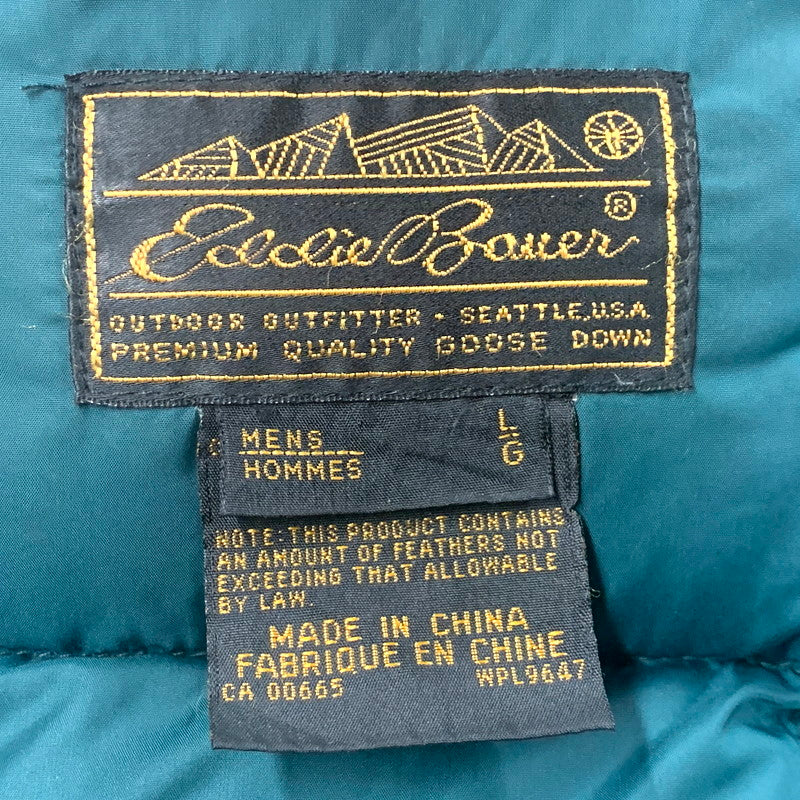 Eddie Bauer®
OUTDOOR OUTFITTER · SEATTLE, U.S.A.
PREMIUM QUALITY GOOSE DOWN
MENS L
HOMMES G
NOTE: THIS PRODUCT CONTAINS
AN AMOUNT OF FEATHERS NOT
EXCEEDING THAT ALLOWABLE
BY LAW.
MADE IN CHINA
FABRIQUE EN CHINE
CA 00665 WPL9647